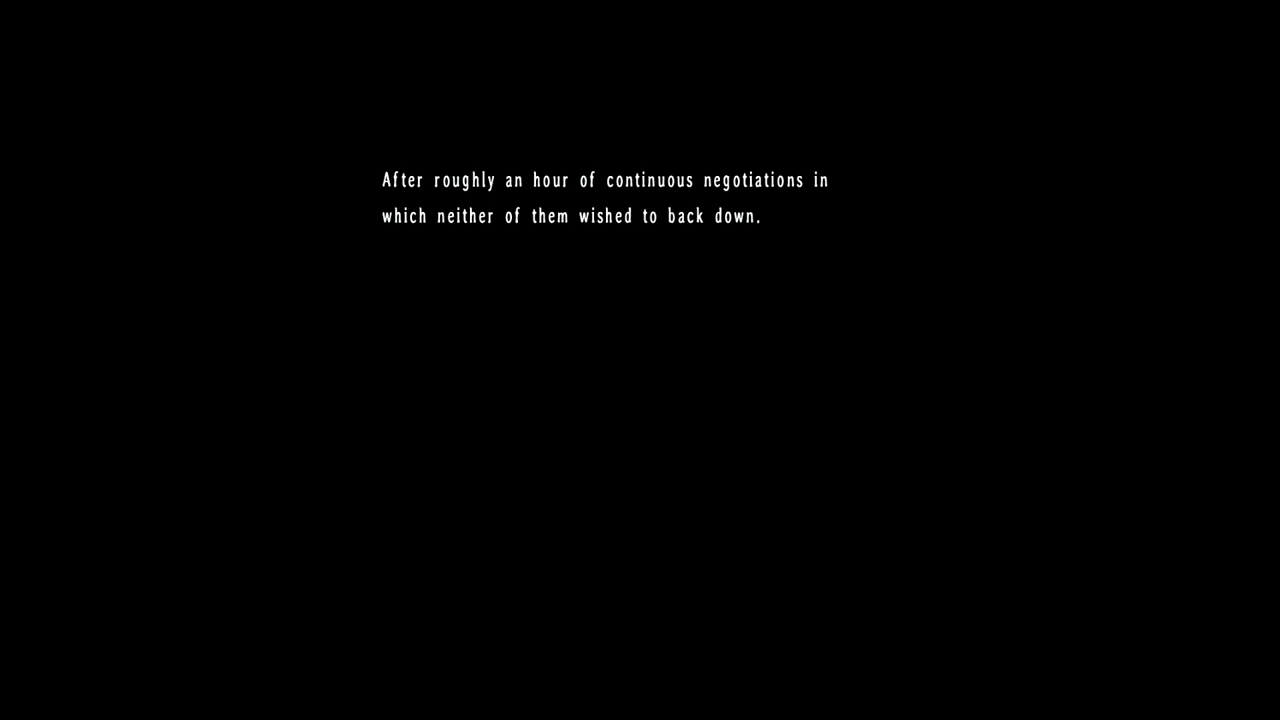 After roughly an hour of continuous negotiations in
which neither of them wished to back down.